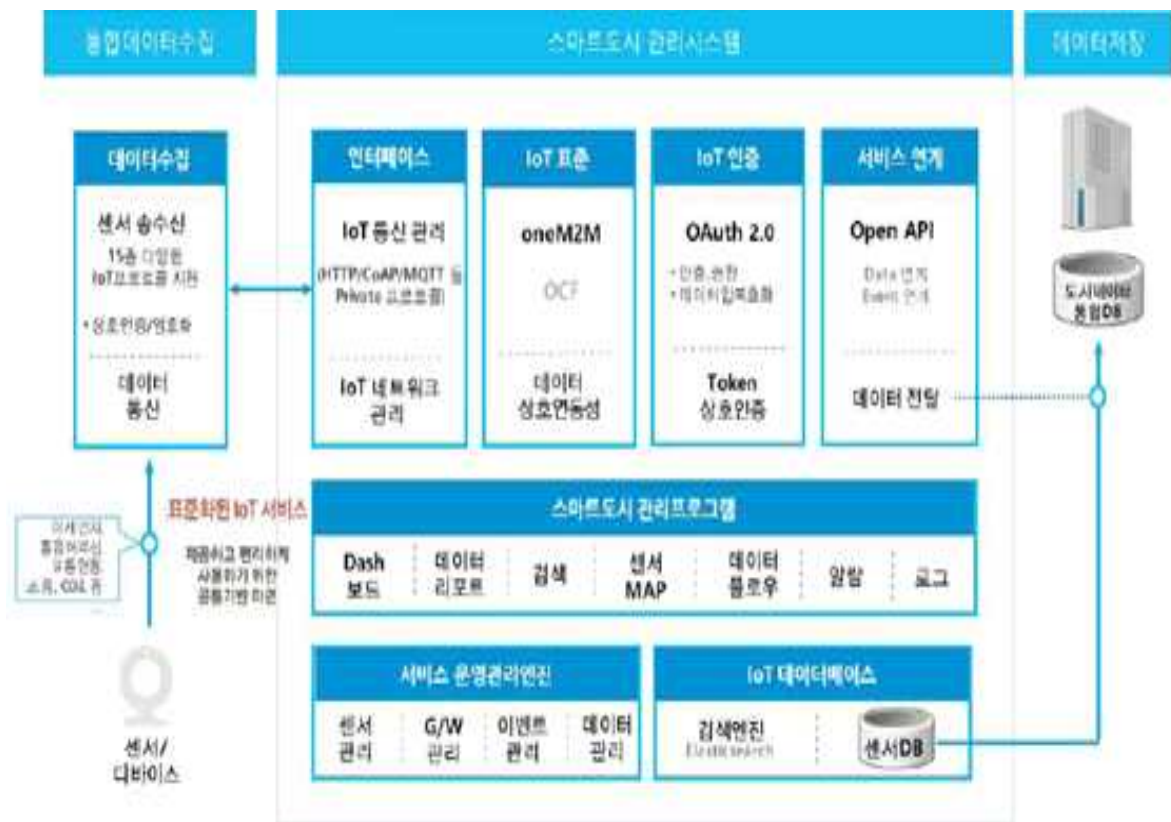 통합데이터수집
스마트도시 관리시스템
데이터저장
데이터수집
센서 송수신
15종 다양한
IoT프로토콜 지원
• 상호인증/암호화
데이터
통신
인터페이스
IoT 통신 관리
(HTTP/CoAP/MQTT 등
Private 프로토콜)
IoT 네트워크
관리
IoT 표준
oneM2M
OCF
데이터
상호연동성
IoT 인증
OAuth 2.0
• 인증,권한
• 데이터암복호화
Token
상호인증
서비스 연계
Open API
Data 연계
Event 연계
데이터 전달
도시데이터
통합DB
표준화된 IoT 서비스
제공하고 편리하게
사용하기 위한
공통기반 마련
미세먼지,
교통연동
센서/
디바이스
스마트도시 관리프로그램
Dash
보드
데이터
리포트
검색
센서
MAP
데이터
플로우
알람
로그
서비스 운영관리엔진
센서
관리
G/W
관리
이벤트
관리
데이터
관리
IoT 데이터베이스
검색엔진
Elasticsearch
센서DB